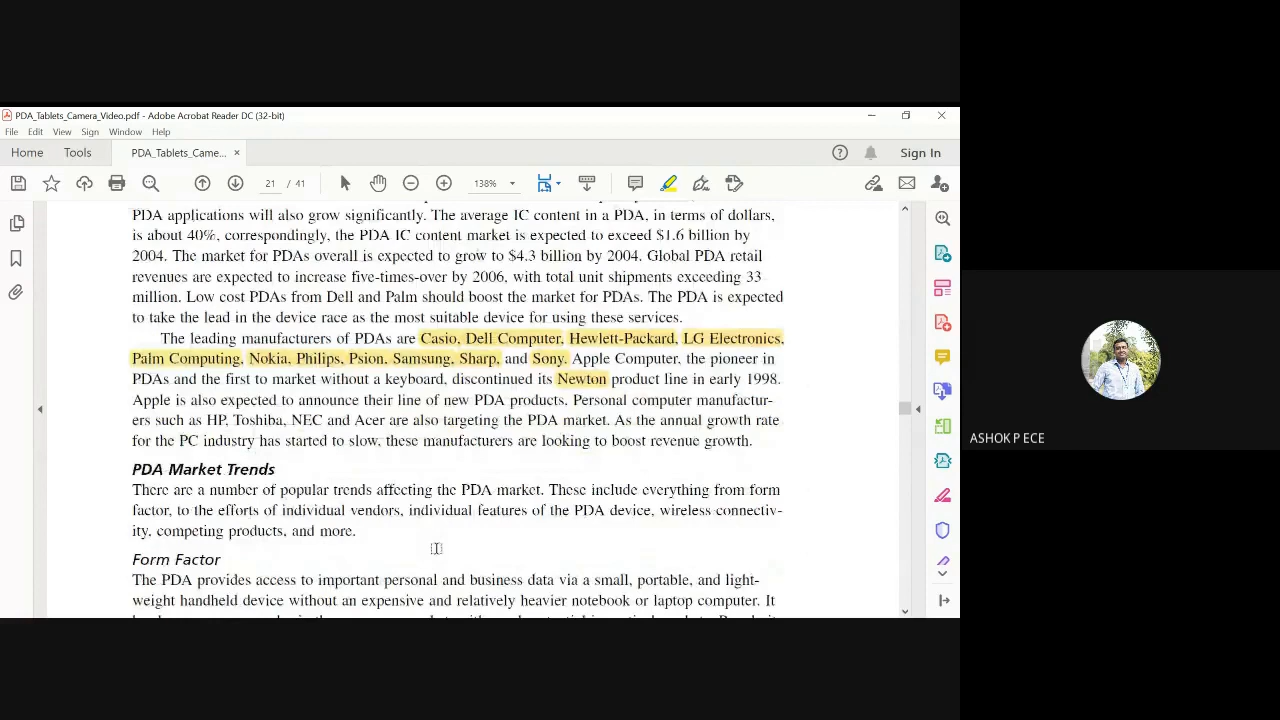 PDA_Tablets_Camera_Video.pdf - Adobe Acrobat Reader DC (32-bit)
File Edit View Sign Window Help
Home Tools PDA_Tablets_Came... × Sign In
21 / 41 138%
PDA applications will also grow significantly. The average IC content in a PDA, in terms of dollars,
is about 40%, correspondingly, the PDA IC content market is expected to exceed $1.6 billion by
2004. The market for PDAs overall is expected to grow to $4.3 billion by 2004. Global PDA retail
revenues are expected to increase five-times-over by 2006, with total unit shipments exceeding 33
million. Low cost PDAs from Dell and Palm should boost the market for PDAs. The PDA is expected
to take the lead in the device race as the most suitable device for using these services.
The leading manufacturers of PDAs are Casio, Dell Computer, Hewlett-Packard, LG Electronics,
Palm Computing, Nokia, Philips, Psion, Samsung, Sharp, and Sony. Apple Computer, the pioneer in
PDAs and the first to market without a keyboard, discontinued its Newton product line in early 1998.
Apple is also expected to announce their line of new PDA products. Personal computer manufactur-
ers such as HP, Toshiba, NEC and Acer are also targeting the PDA market. As the annual growth rate
for the PC industry has started to slow, these manufacturers are looking to boost revenue growth.
PDA Market Trends
There are a number of popular trends affecting the PDA market. These include everything from form
factor, to the efforts of individual vendors, individual features of the PDA device, wireless connectiv-
ity, competing products, and more.
Form Factor
The PDA provides access to important personal and business data via a small, portable, and light-
weight handheld device without an expensive and relatively heavier notebook or laptop computer. It
ASHOK P ECE